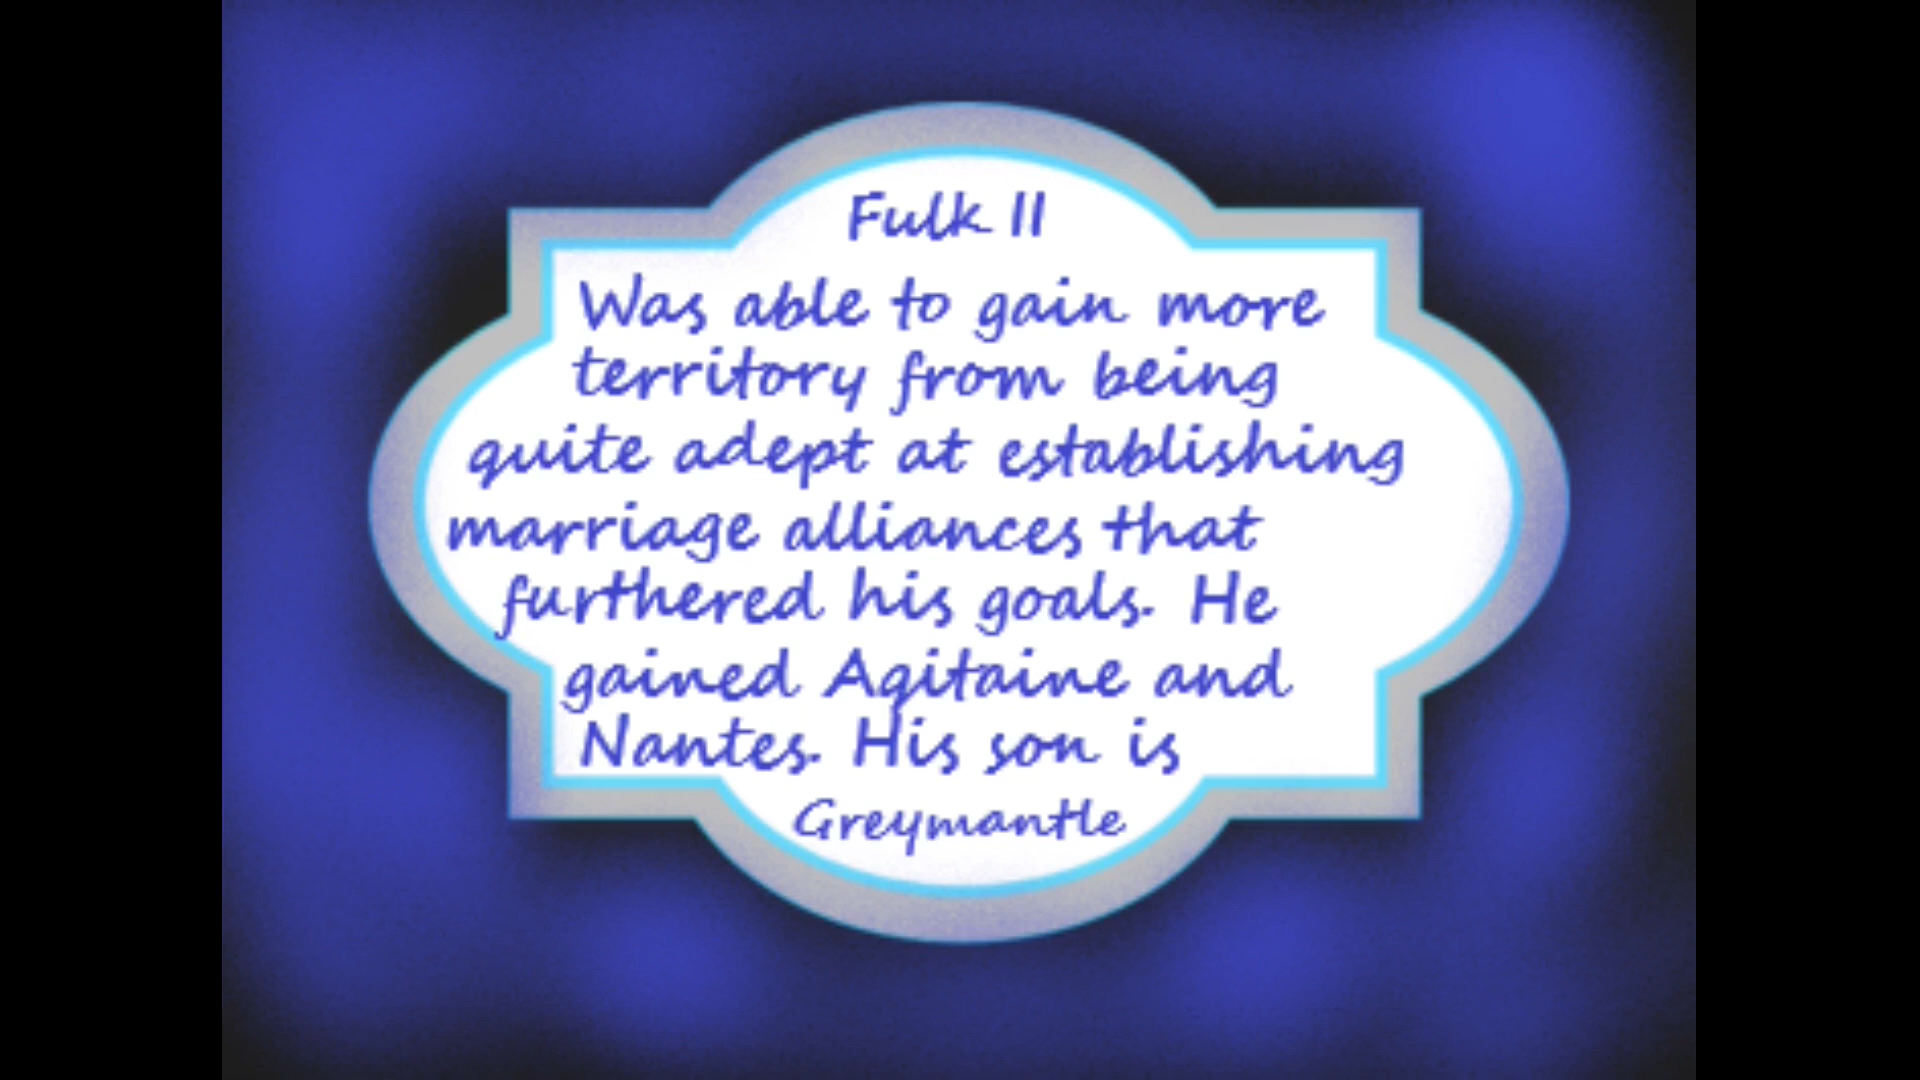 Fulk II
Was able to gain more
territory from being
quite adept at establishing
marriage alliances that
furthered his goals. He
gained Aqitaine and
Nantes. His son is
Greymantle